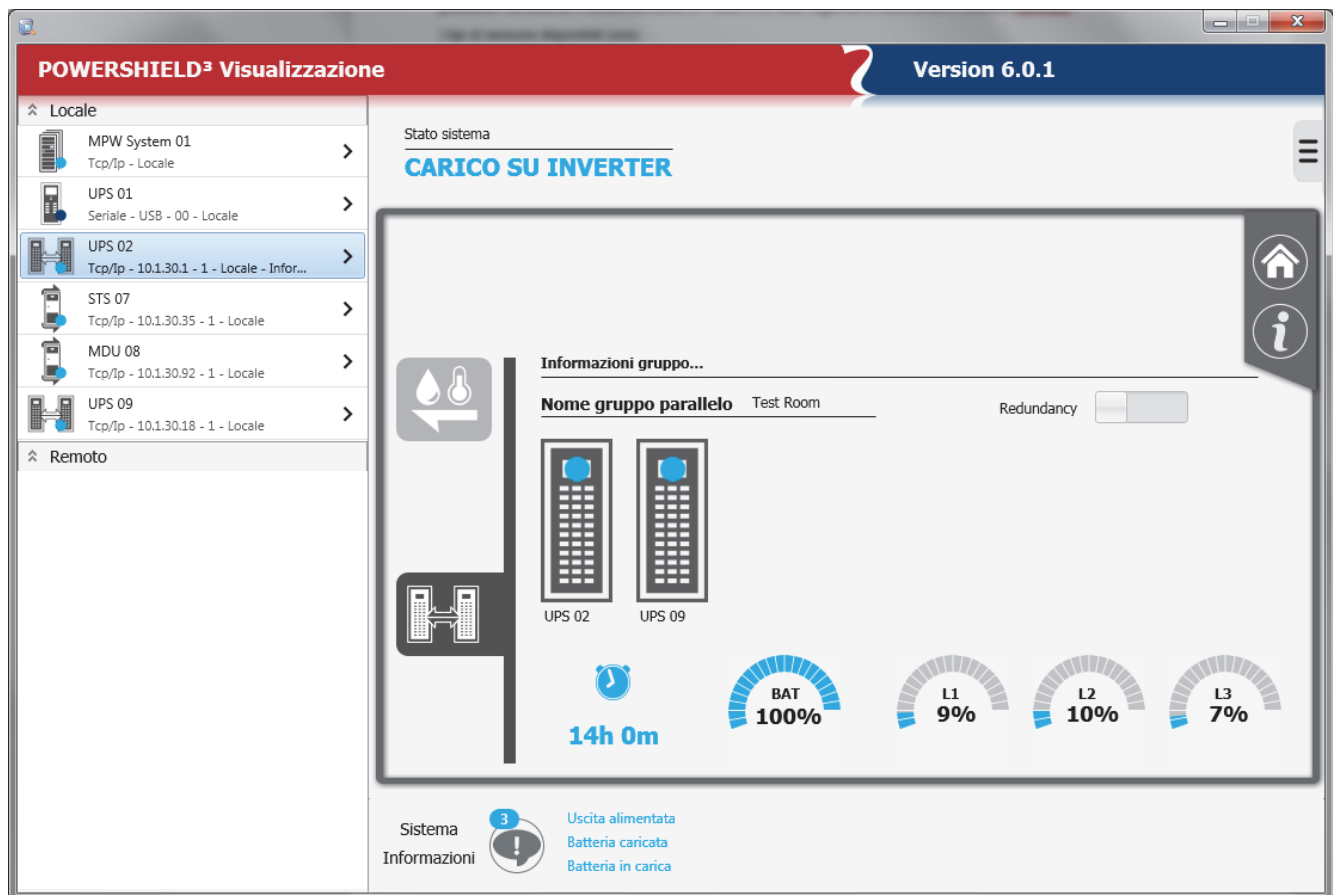 POWERSHIELD³ Visualizzazione
Version 6.0.1
Locale
MPW System 01
Tcp/Ip - Locale
UPS 01
Seriale - USB - 00 - Locale
UPS 02
Tcp/Ip - 10.1.30.1 - 1 - Locale - Infor...
STS 07
Tcp/Ip - 10.1.30.35 - 1 - Locale
MDU 08
Tcp/Ip - 10.1.30.92 - 1 - Locale
UPS 09
Tcp/Ip - 10.1.30.18 - 1 - Locale
Remoto
Stato sistema
CARICO SU INVERTER
Informazioni gruppo...
Nome gruppo parallelo Test Room
Redundancy
UPS 02
UPS 09
14h 0m
BAT
100%
L1
9%
L2
10%
L3
7%
Sistema
Informazioni
3
Uscita alimentata
Batteria caricata
Batteria in carica